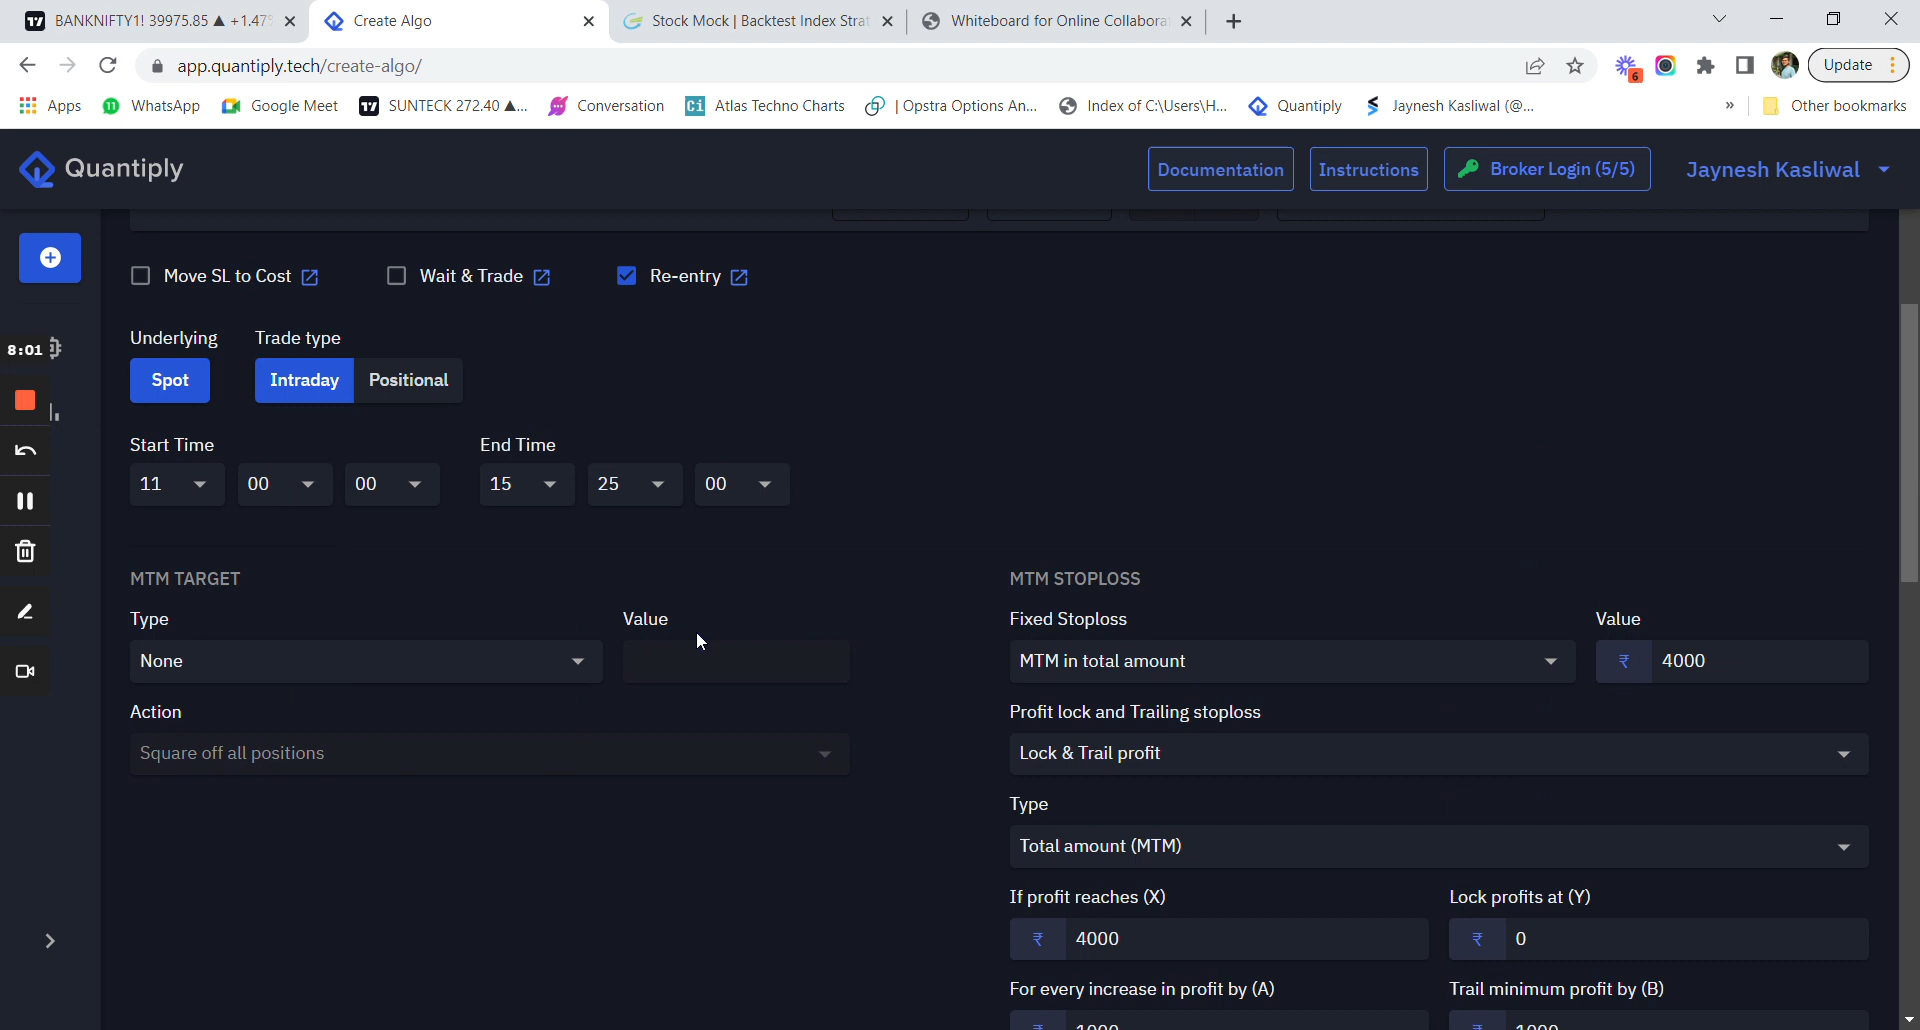 BANKNIFTY1! 39975.85 ▲ +1.47%
Create Algo
Stock Mock | Backtest Index Strat
Whiteboard for Online Collabora
app.quantiply.tech/create-algo/
6
Update
Apps
11
WhatsApp
Google Meet
SUNTECK 272.40 ▲...
Conversation
Ci
Atlas Techno Charts
| Opstra Options An...
Index of C:\Users\H...
Quantiply
Jaynesh Kasliwal (@...
»
Other bookmarks
Quantiply
Documentation
Instructions
Broker Login (5/5)
Jaynesh Kasliwal
Move SL to Cost
Wait & Trade
Re-entry
8:01
Underlying
Trade type
Spot
Intraday
Positional
Start Time
End Time
11
00
00
15
25
00
MTM TARGET
Type
Value
None
Action
Square off all positions
MTM STOPLOSS
Fixed Stoploss
Value
MTM in total amount
₹
4000
Profit lock and Trailing stoploss
Lock & Trail profit
Type
Total amount (MTM)
If profit reaches (X)
Lock profits at (Y)
₹
4000
₹
0
For every increase in profit by (A)
Trail minimum profit by (B)
₹
1000
₹
1000